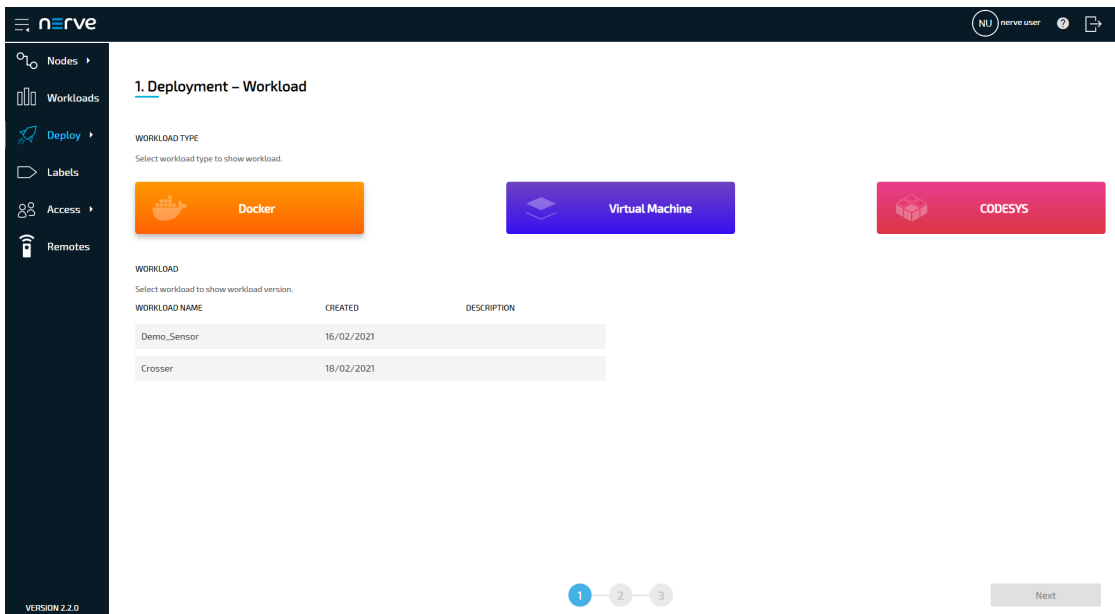 nerve
NU nerve user ?
Nodes
Workloads
Deploy
Labels
Access
Remotes
VERSION 2.2.0
1. Deployment – Workload
WORKLOAD TYPE
Select workload type to show workload.
Docker
Virtual Machine
CODESYS
WORKLOAD
Select workload to show workload version.
WORKLOAD NAME CREATED DESCRIPTION
Demo_Sensor 16/02/2021
Crosser 18/02/2021
1 2 3
Next